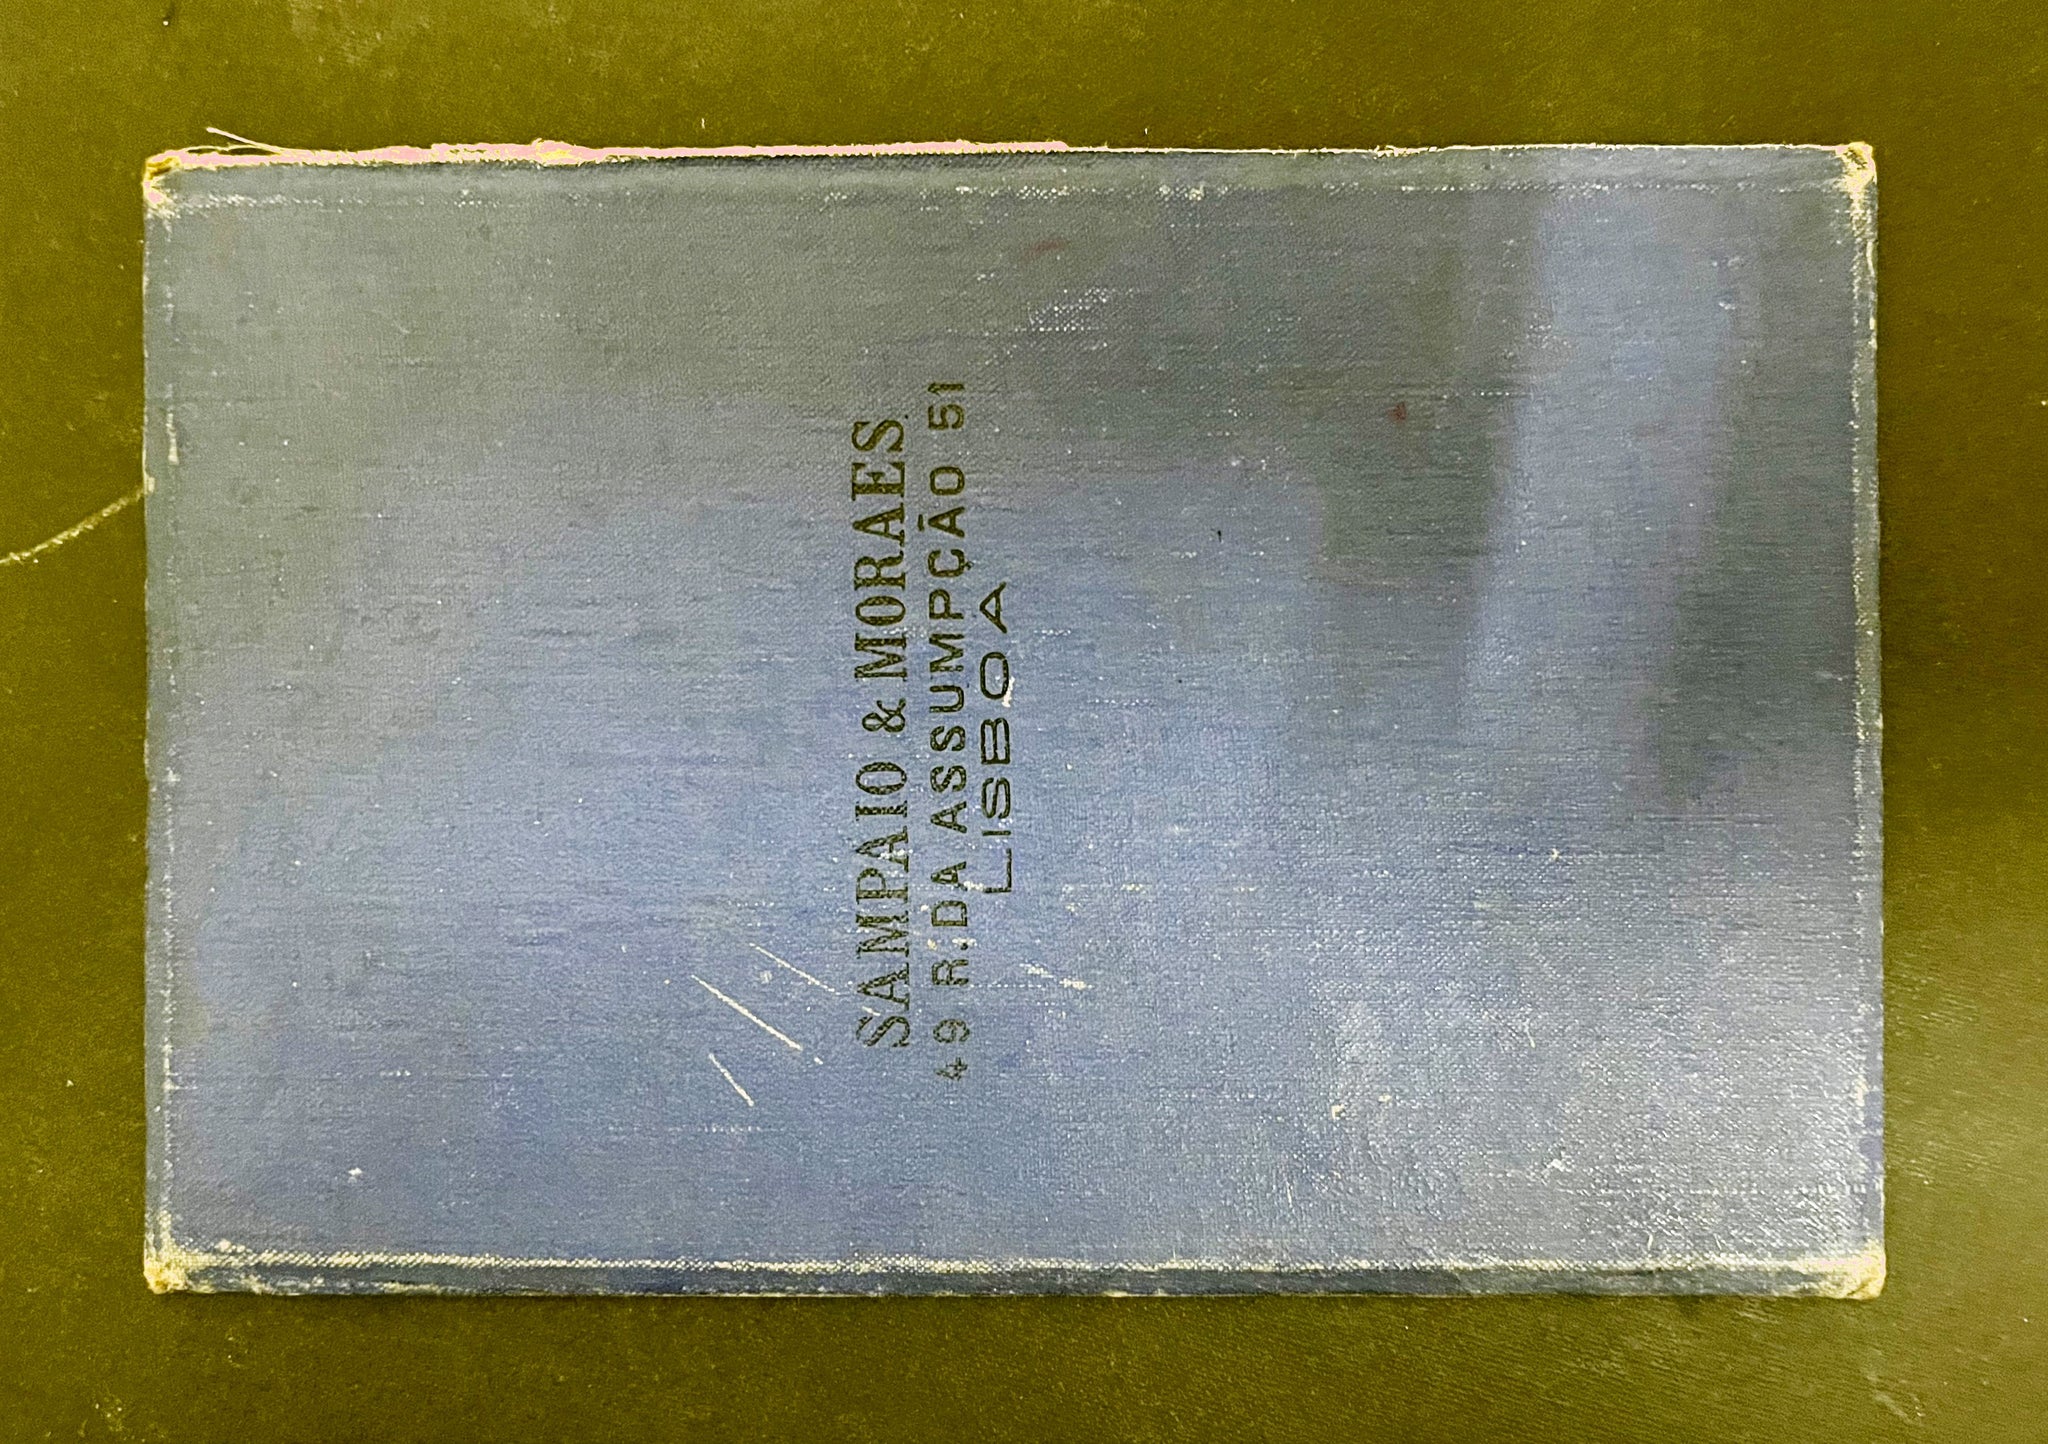 SAMPAIO & MORAES
49 R. DA ASSUMPÇÃO 51
LISBOA